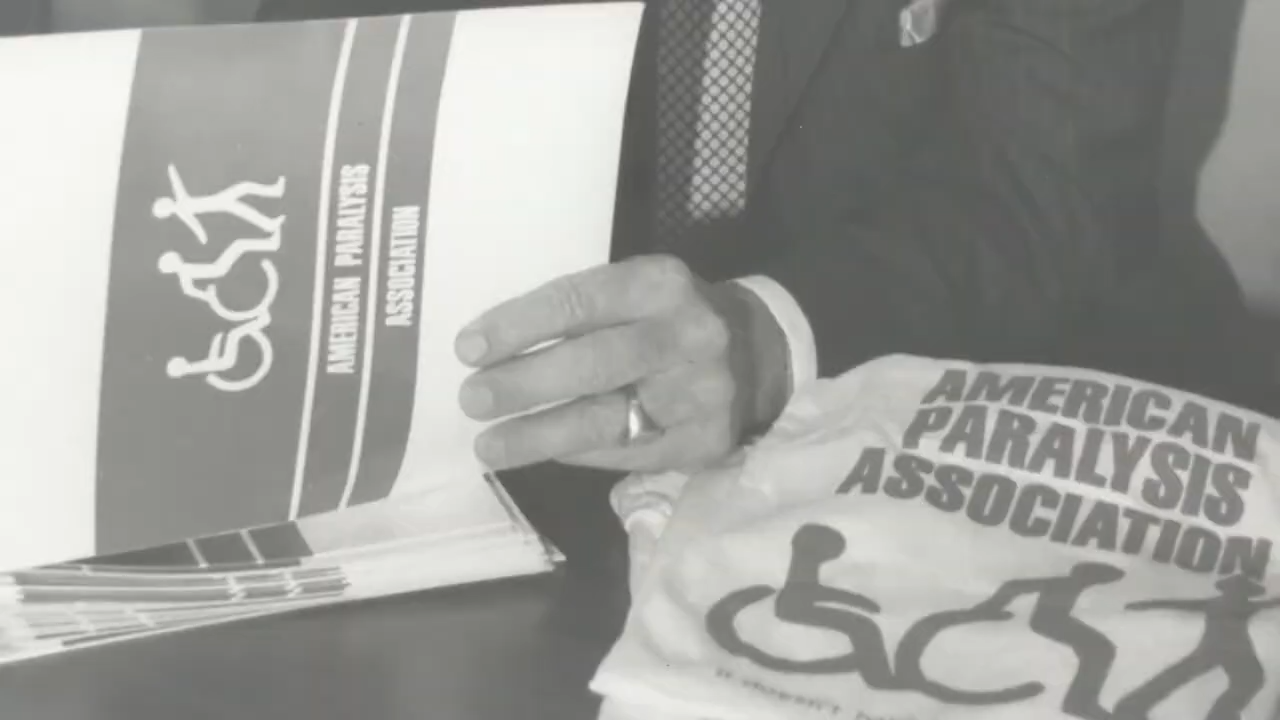 AMERICAN PARALYSIS
ASSOCIATION
AMERICAN
PARALYSIS
ASSOCIATION